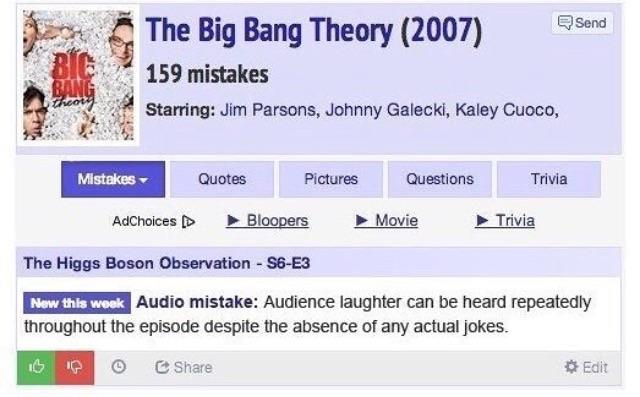 The Big Bang Theory (2007)
Send
159 mistakes
Starring: Jim Parsons, Johnny Galecki, Kaley Cuoco,
the
BIG
BANG
theory
Mistakes
Quotes
Pictures
Questions
Trivia
AdChoices
Bloopers
Movie
Trivia
The Higgs Boson Observation - S6-E3
New this week Audio mistake: Audience laughter can be heard repeatedly
throughout the episode despite the absence of any actual jokes.
Share
Edit